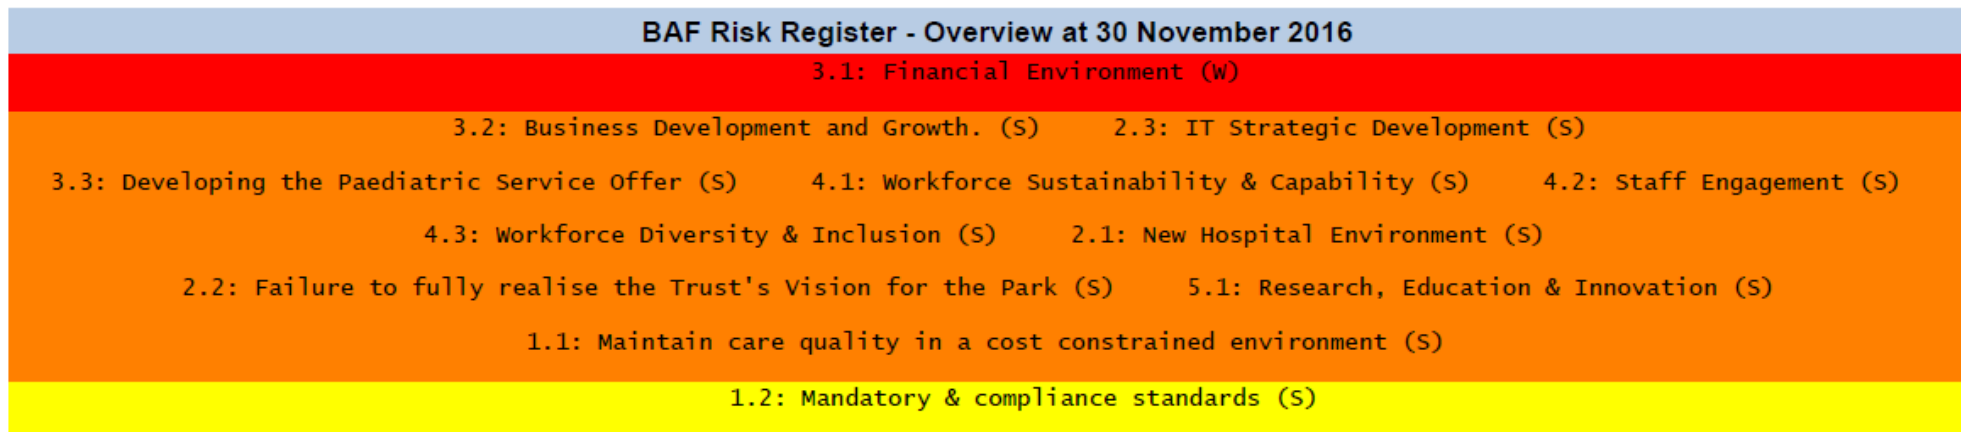 BAF Risk Register - Overview at 30 November 2016
3.1: Financial Environment (W)
3.2: Business Development and Growth. (S) 2.3: IT Strategic Development (S)
3.3: Developing the Paediatric Service Offer (S) 4.1: Workforce Sustainability & Capability (S) 4.2: Staff Engagement (S)
4.3: Workforce Diversity & Inclusion (S) 2.1: New Hospital Environment (S)
2.2: Failure to fully realise the Trust's Vision for the Park (S) 5.1: Research, Education & Innovation (S)
1.1: Maintain care quality in a cost constrained environment (S)
1.2: Mandatory & compliance standards (S)